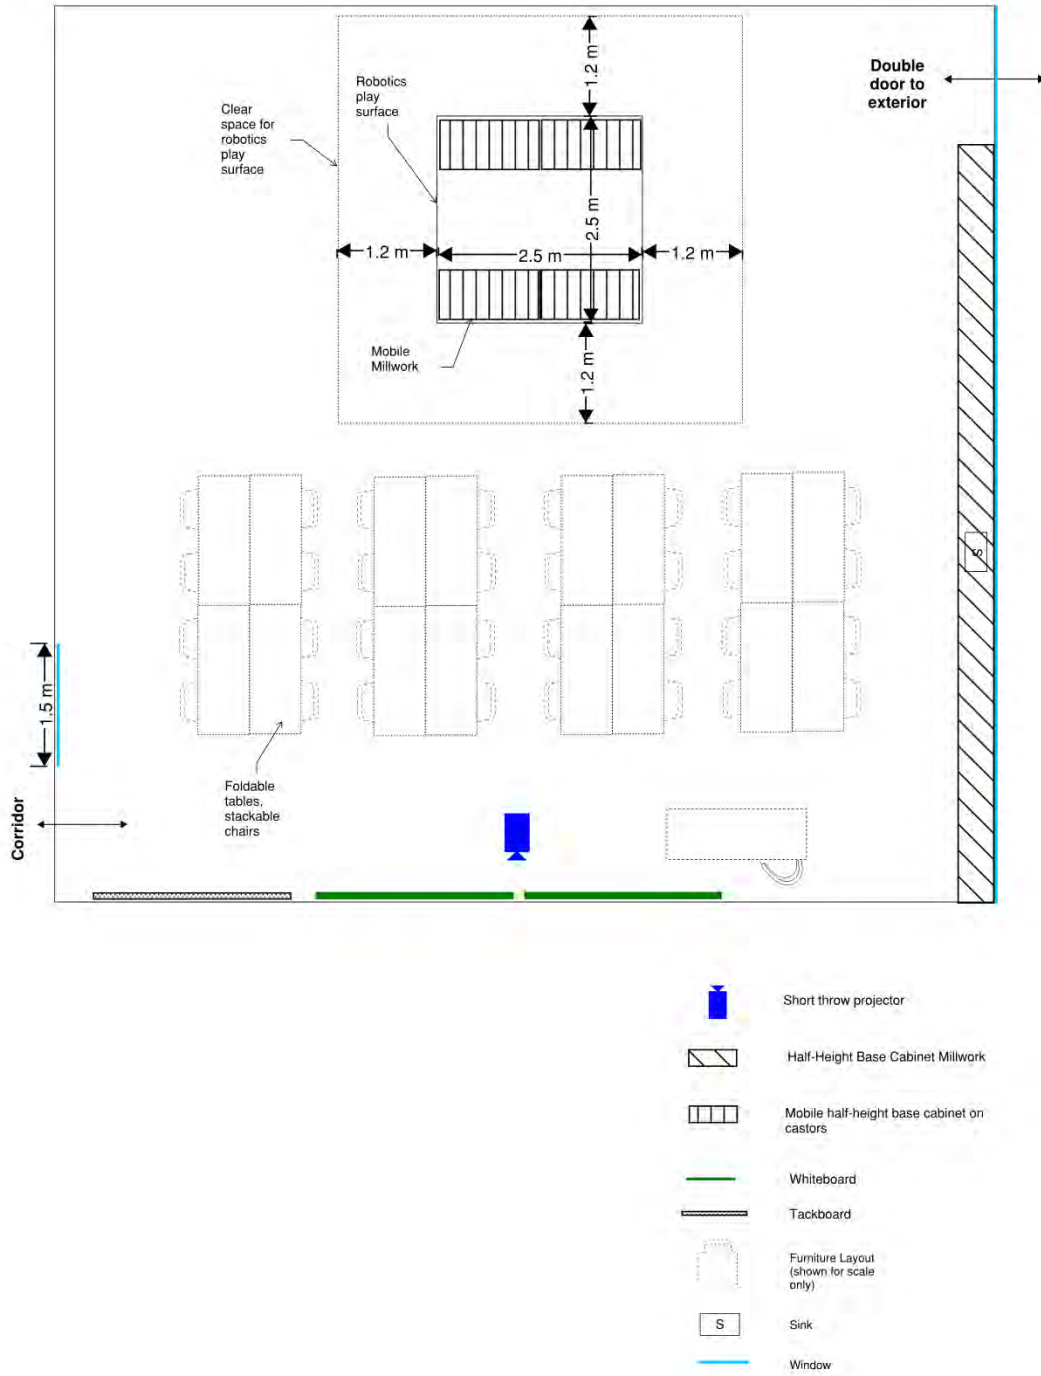 1.2 m
Double
door to
exterior
Robotics
play
surface
Clear
space for
robotics
play
surface
2.5 m
1.2 m
2.5 m
1.2 m
Mobile
Millwork
1.2 m
S
1.5 m
Foldable
tables,
stackable
chairs
Corridor
Short throw projector
Half-Height Base Cabinet Millwork
Mobile half-height base cabinet on
castors
Whiteboard
Tackboard
Furniture Layout
(shown for scale
only)
S
Sink
Window